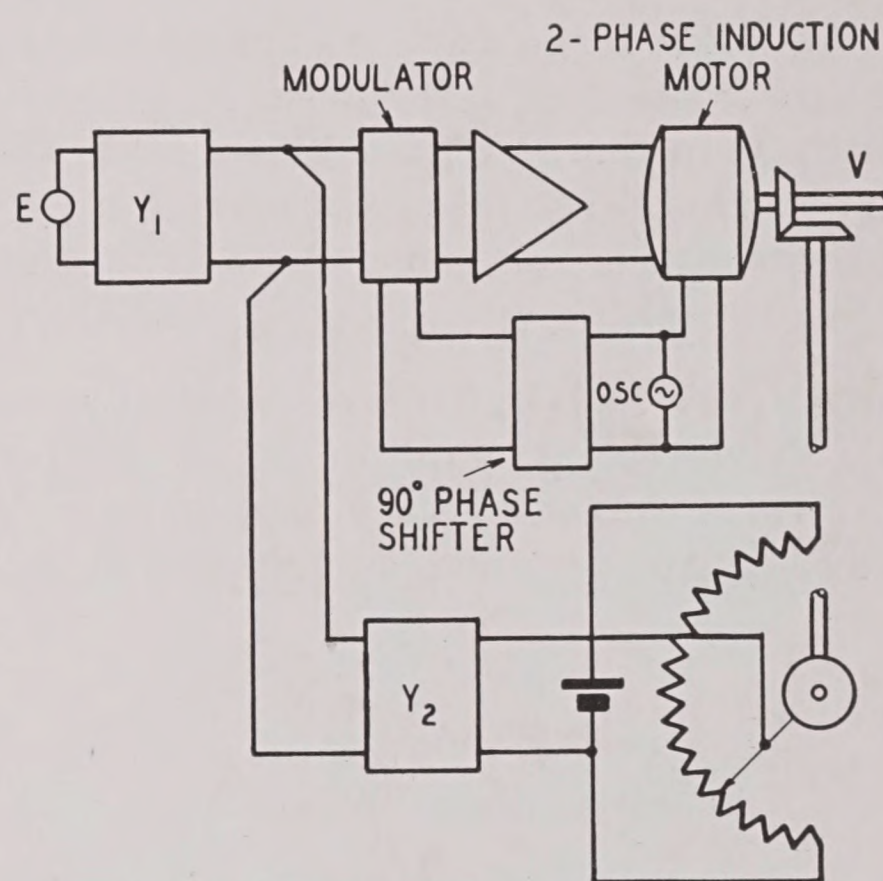 2- PHASE INDUCTION
MOTOR
MODULATOR
E
Y1
V
OSC
90° PHASE
SHIFTER
Y2